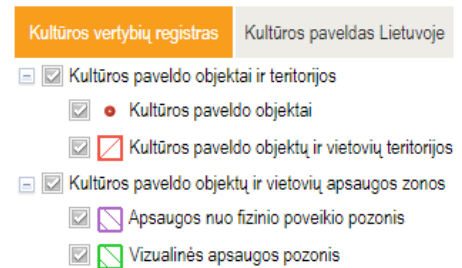 Kultūros vertybių registras Kultūros paveldas Lietuvoje
Kultūros paveldo objektai ir teritorijos
Kultūros paveldo objektai
Kultūros paveldo objektų ir vietovių teritorijos
Kultūros paveldo objektų ir vietovių apsaugos zonos
Apsaugos nuo fizinio poveikio pozonis
Vizualinės apsaugos pozonis